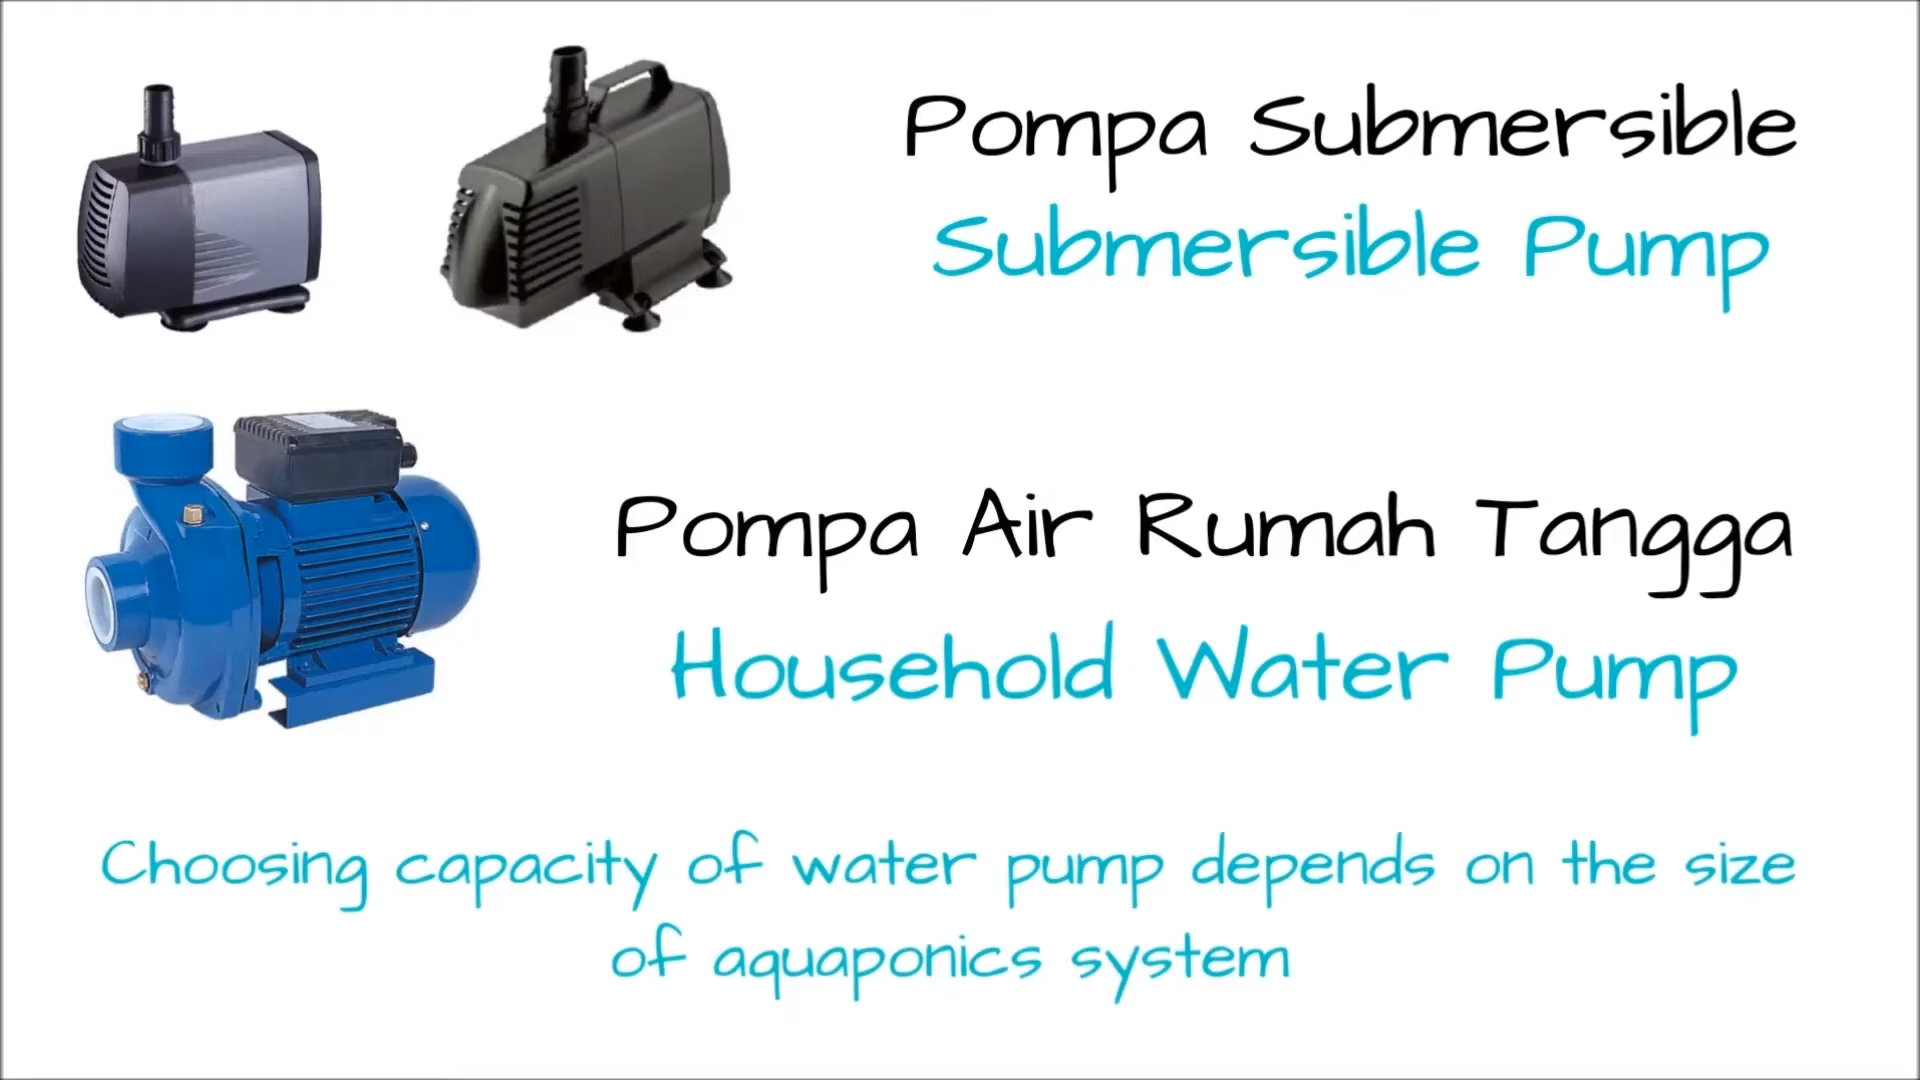 Pompa Submersible
Submersible Pump
Pompa Air Rumah Tangga
Household Water Pump
Choosing capacity of water pump depends on the size
of aquaponics system